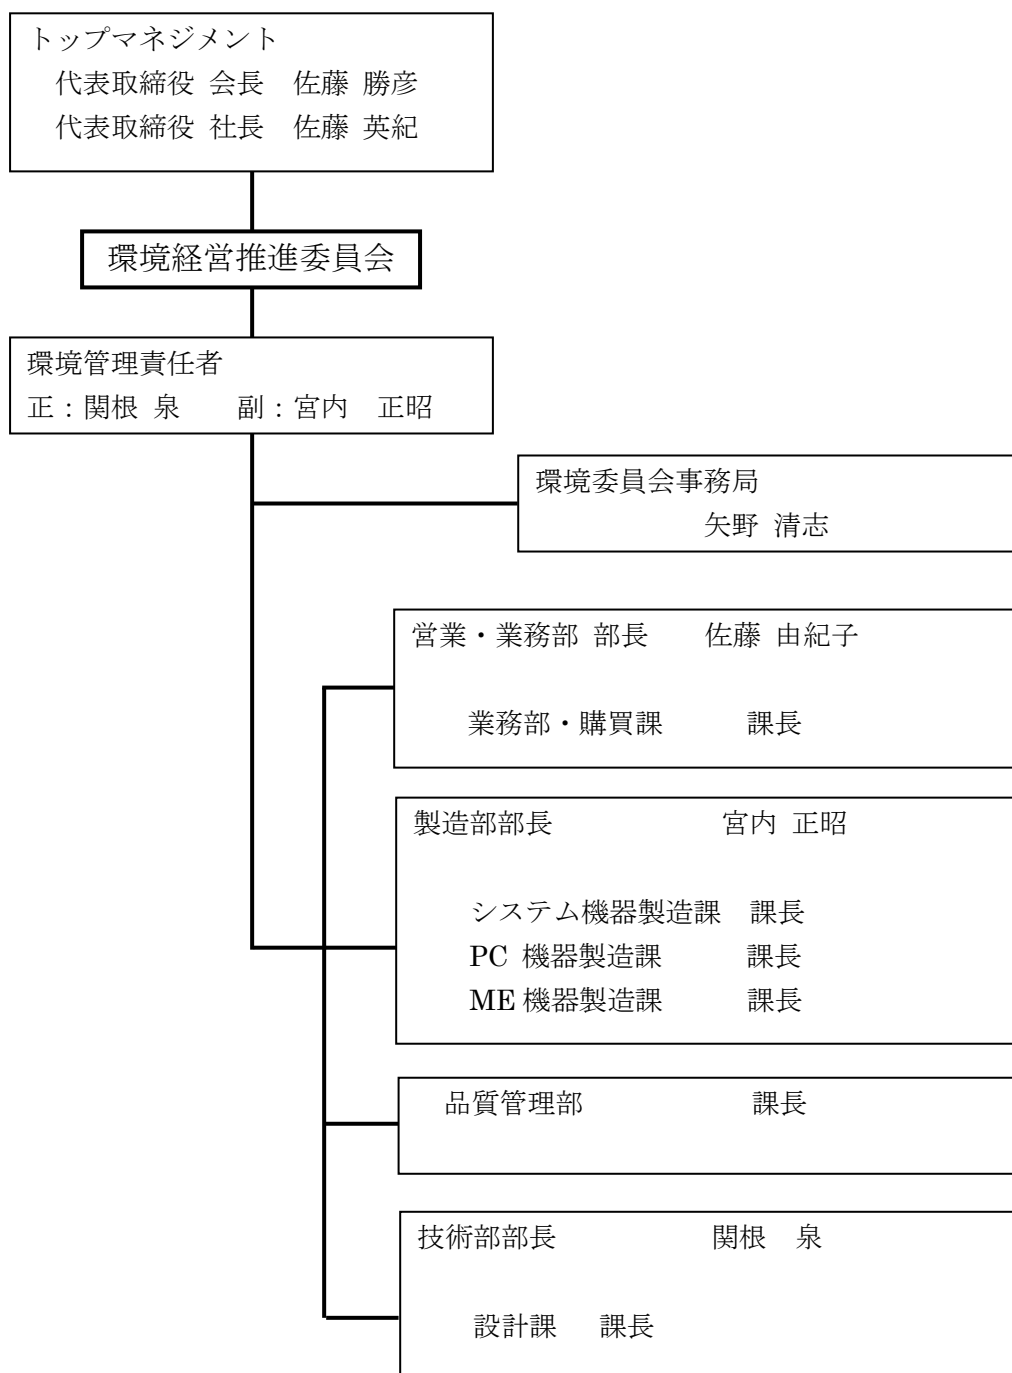 トップマネジメント
代表取締役 会長 佐藤 勝彦
代表取締役 社長 佐藤 英紀
環境経営推進委員会
環境管理責任者
正:関根 泉 副:宮内 正昭
環境委員会事務局
矢野 清志
営業・業務部 部長 佐藤 由紀子
業務部・購買課 課長
製造部部長 宮内 正昭
システム機器製造課 課長
PC 機器製造課 課長
ME 機器製造課 課長
品質管理部 課長
技術部部長 関根 泉
設計課 課長